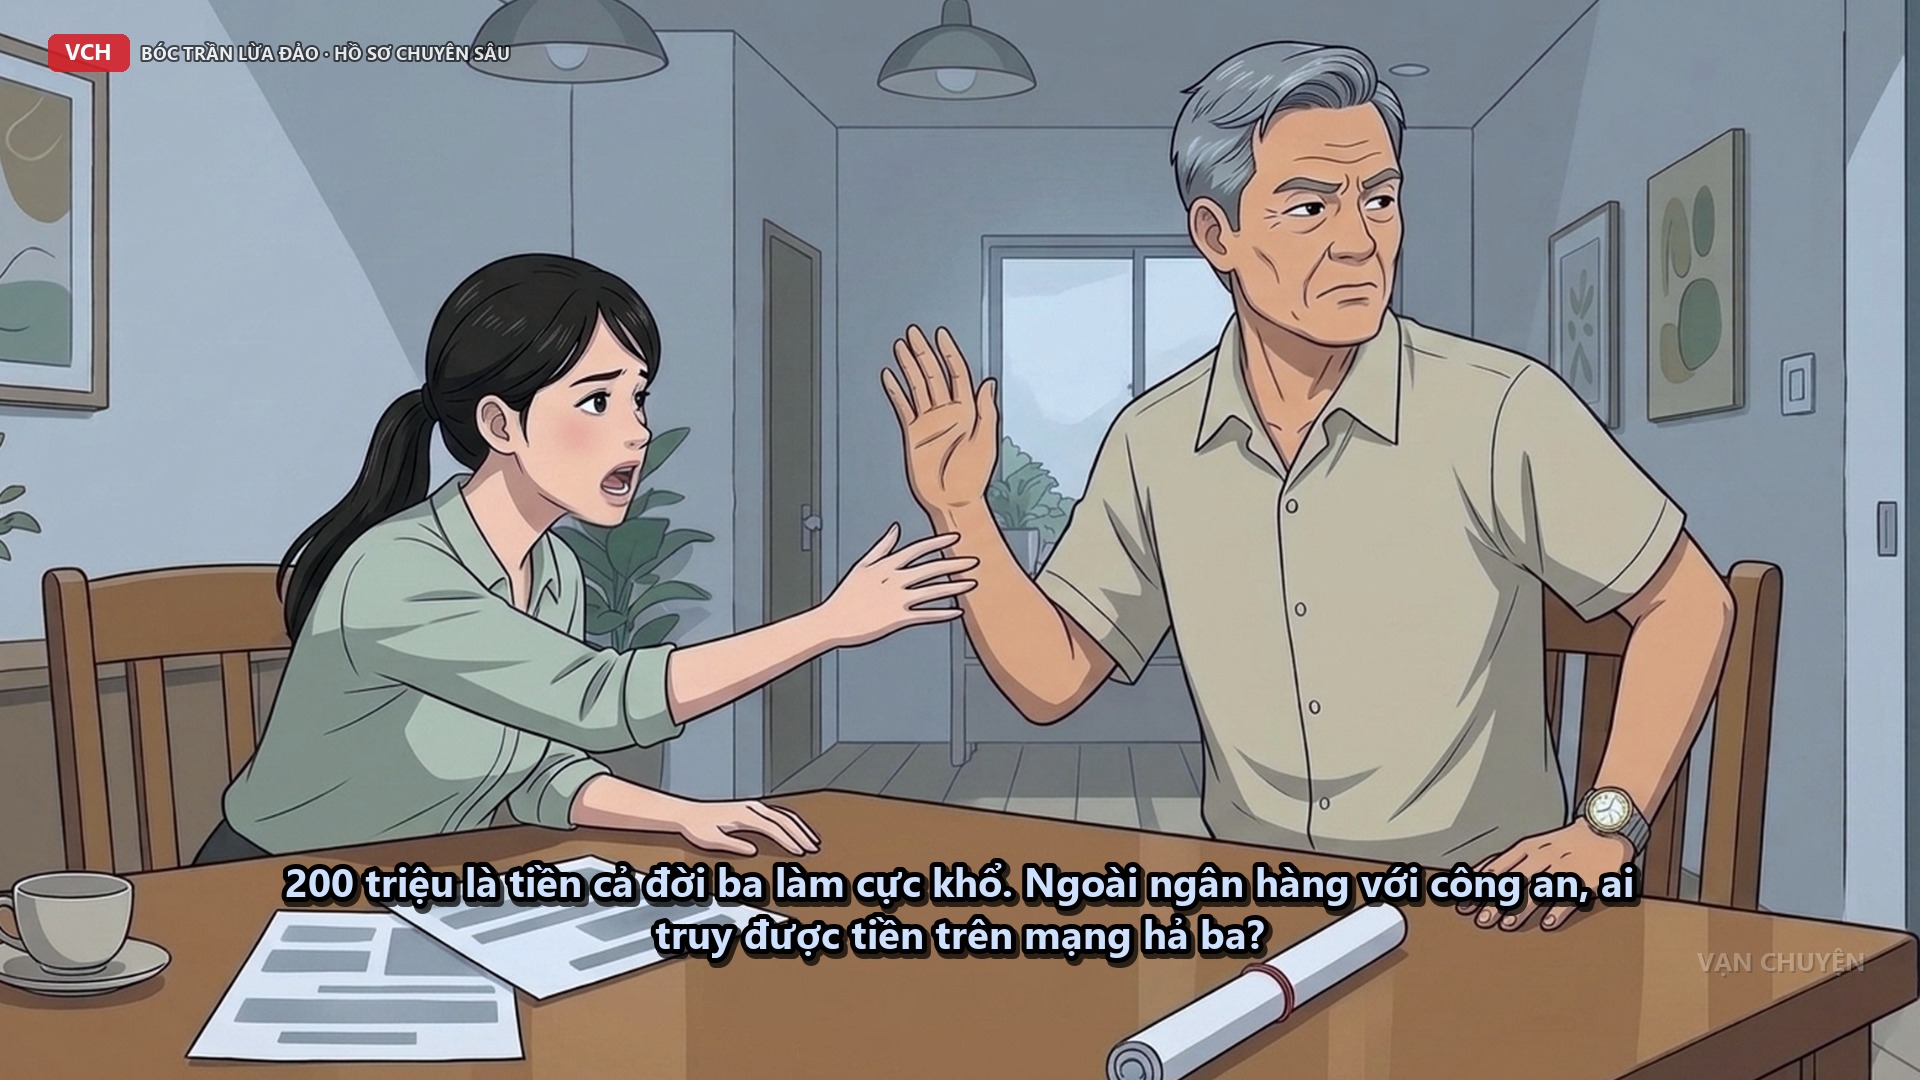 VCH BÓC TRẦN LỪA ĐẢO · HỒ SƠ CHUYÊN SÂU
200 triệu là tiền cả đời ba làm cực khổ. Ngoài ngân hàng với công an, ai
truy được tiền trên mạng hả ba?
VẠN CHUYỆN